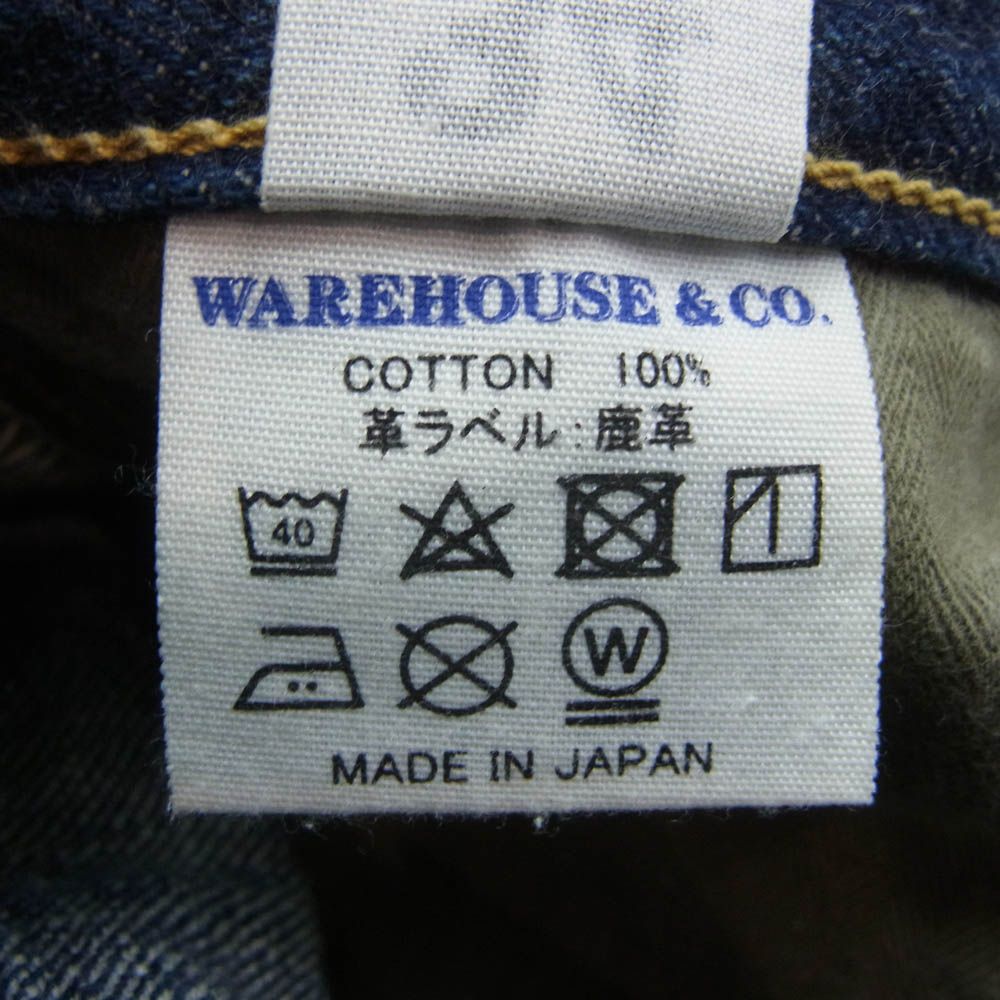 WAREHOUSE & CO.
COTTON 100%
革ラベル:鹿革
40
W
MADE IN JAPAN